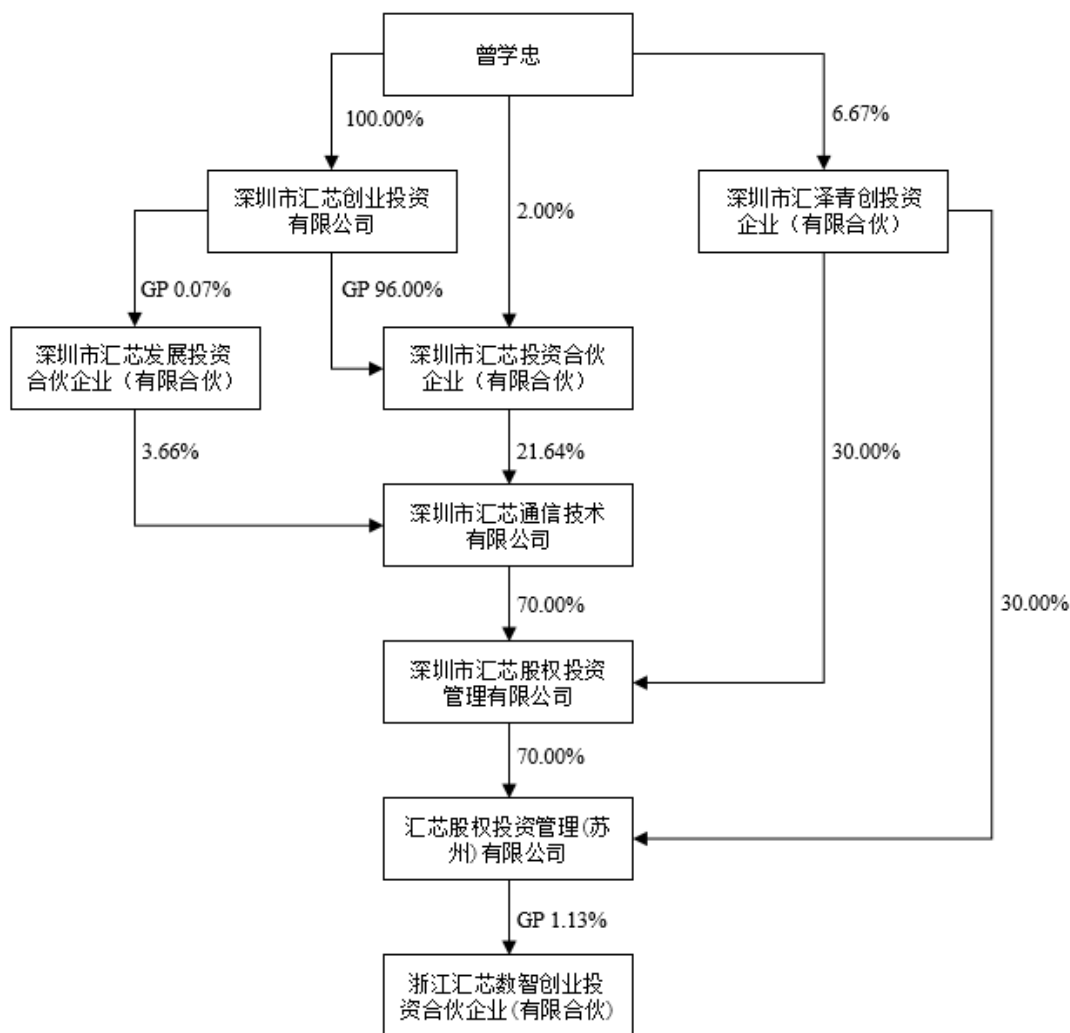 曾学忠
100.00%
6.67%
深圳市汇芯创业投资
有限公司
2.00%
深圳市汇泽青创投资
企业（有限合伙）
GP 0.07%
GP 96.00%
深圳市汇芯发展投资
合伙企业（有限合伙）
深圳市汇芯投资合伙
企业（有限合伙）
3.66%
21.64%
30.00%
深圳市汇芯通信技术
有限公司
70.00%
30.00%
深圳市汇芯股权投资
管理有限公司
70.00%
汇芯股权投资管理(苏
州)有限公司
GP 1.13%
浙江汇芯数智创业投
资合伙企业(有限合伙)